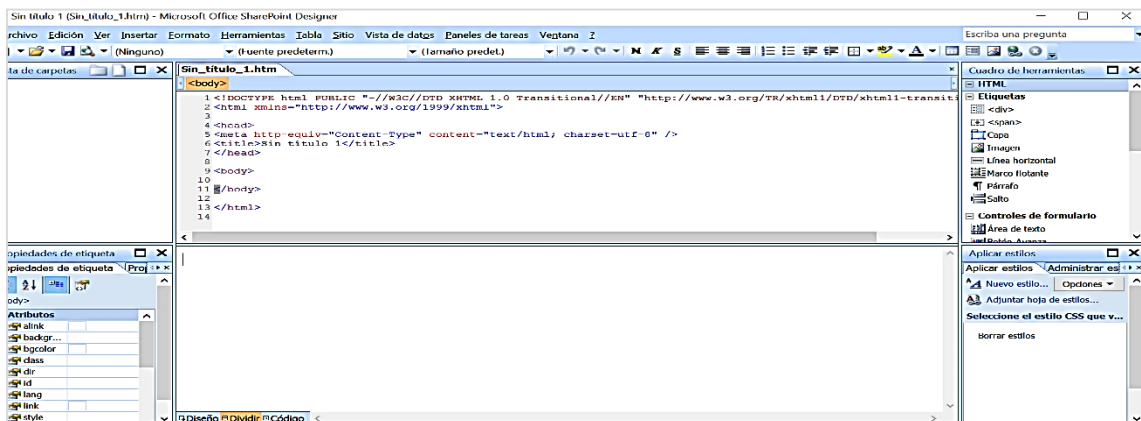 Sin título 1 (Sin_titulo_1.htm) - Microsoft Office SharePoint Designer
rchivo Edición Ver Insertar Formato Herramientas Tabla Sitio Vista de datos Paneles de tareas Ventana ?
Escriba una pregunta
(Ninguno) (Fuente predeterm.) (Tamaño predet.) N K S A
ta de carpetas
Sin_titulo_1.htm
<body>
1 <!DOCTYPE html PUBLIC "-//W3C//DTD XHTML 1.0 Transitional//EN" "http://www.w3.org/TR/xhtml1/DTD/xhtml1-transiti
2 <html xmlns="http://www.w3.org/1999/xhtml">
3
4 <head>
5 <meta http-equiv="Content-Type" content="text/html; charset=utf-8" />
6 <title>Sin título 1</title>
7 </head>
8
9 <body>
10
11 </body>
12
13 </html>
14
Cuadro de herramientas
HTML
Etiquetas
<div>
<span>
Capa
Imagen
Línea horizontal
Marco flotante
Párrafo
Salto
Controles de formulario
Área de texto
opiedades de etiqueta
opiedades de etiqueta Proj
ody>
Atributos
alink
backgr...
bgcolor
class
dir
id
lang
link
style
Diseño Dividir Código
Aplicar estilos
Aplicar estilos Administrar es
Nuevo estilo... Opciones
Adjuntar hoja de estilos...
Seleccione el estilo CSS que v...
Borrar estilos